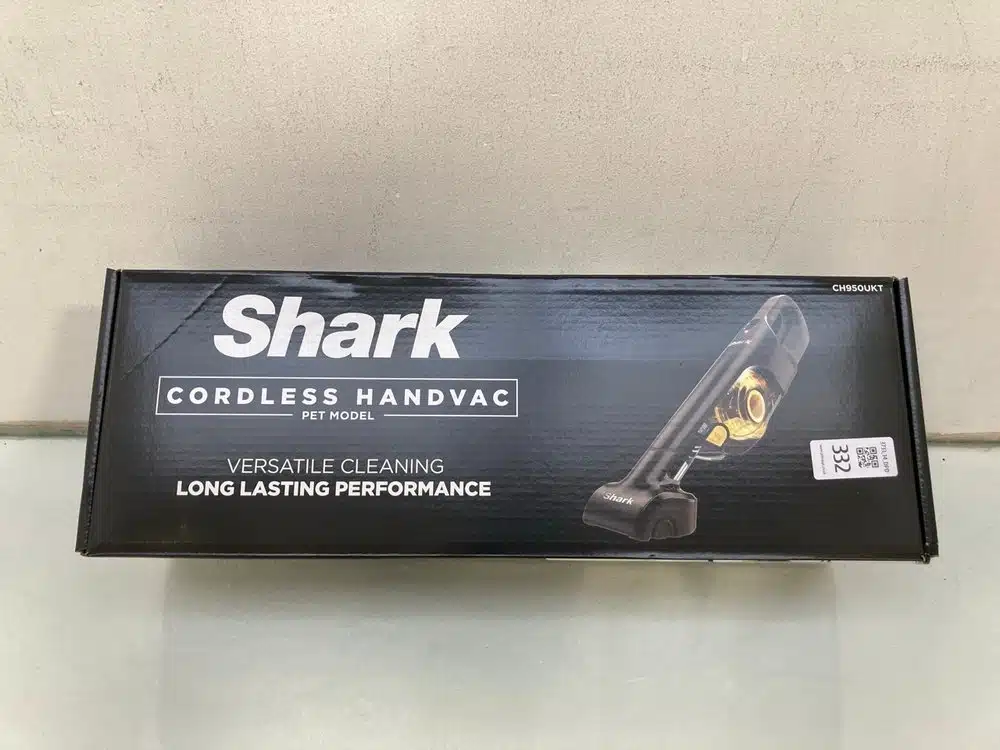 CH950UKT
Shark
CORDLESS HANDVAC
PET MODEL
VERSATILE CLEANING
LONG LASTING PERFORMANCE
Shark
332